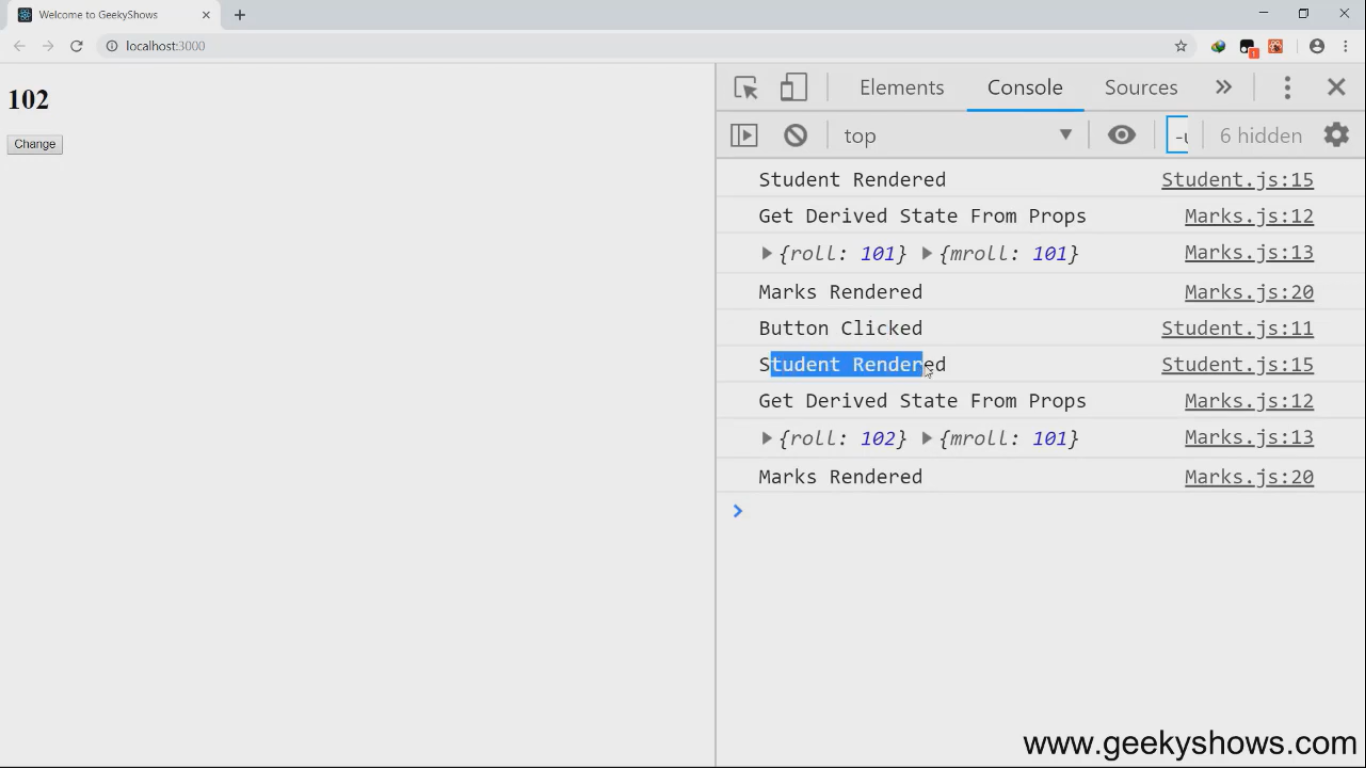 Welcome to GeekyShows
localhost:3000
102
Change
Elements Console Sources
top 6 hidden
Student Rendered Student.js:15
Get Derived State From Props Marks.js:12
{roll: 101} {mroll: 101} Marks.js:13
Marks Rendered Marks.js:20
Button Clicked Student.js:11
Student Rendered Student.js:15
Get Derived State From Props Marks.js:12
{roll: 102} {mroll: 101} Marks.js:13
Marks Rendered Marks.js:20
www.geekyshows.com